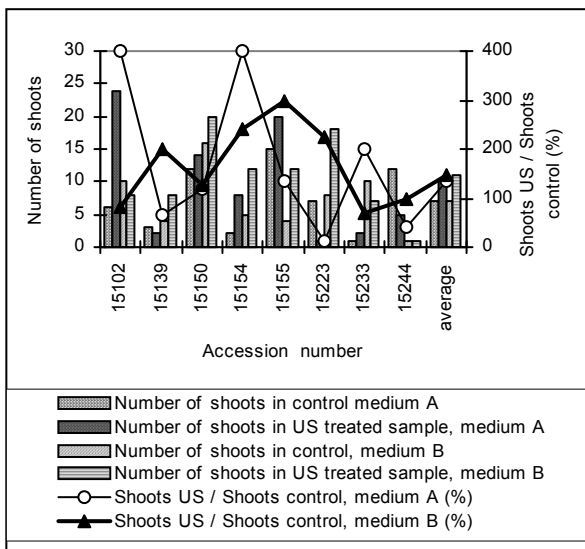 30
25
20
15
10
5
0
400
300
200
100
0
Number of shoots
Shoots US / Shoots
control (%)
15102
15139
15150
15154
15155
15223
15233
15244
average
Accession number
Number of shoots in control medium A
Number of shoots in US treated sample, medium A
Number of shoots in control, medium B
Number of shoots in US treated sample, medium B
Shoots US / Shoots control, medium A (%)
Shoots US / Shoots control, medium B (%)